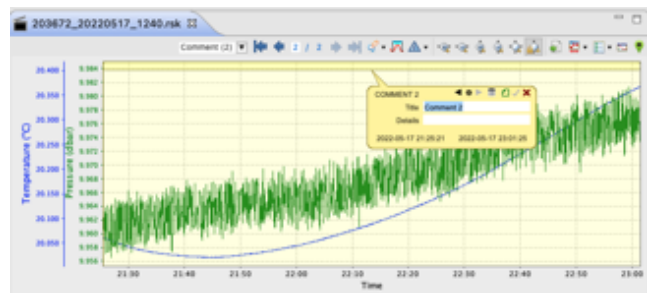 203672_20220517_1240.rsk
Comment (2) 2 / 2
COMMENT 2
Title Comment 2
Details
2022-05-17 21:25:21 2022-05-17 23:01:25
Temperature (°C)
20.400
20.350
20.300
20.250
20.200
20.150
20.100
20.050
Pressure (dbar)
9.984
9.982
9.980
9.978
9.976
9.974
9.972
9.970
9.968
9.966
9.964
9.962
9.960
9.958
9.956
21:30 21:40 21:50 22:00 22:10 22:20 22:30 22:40 22:50 23:00
Time